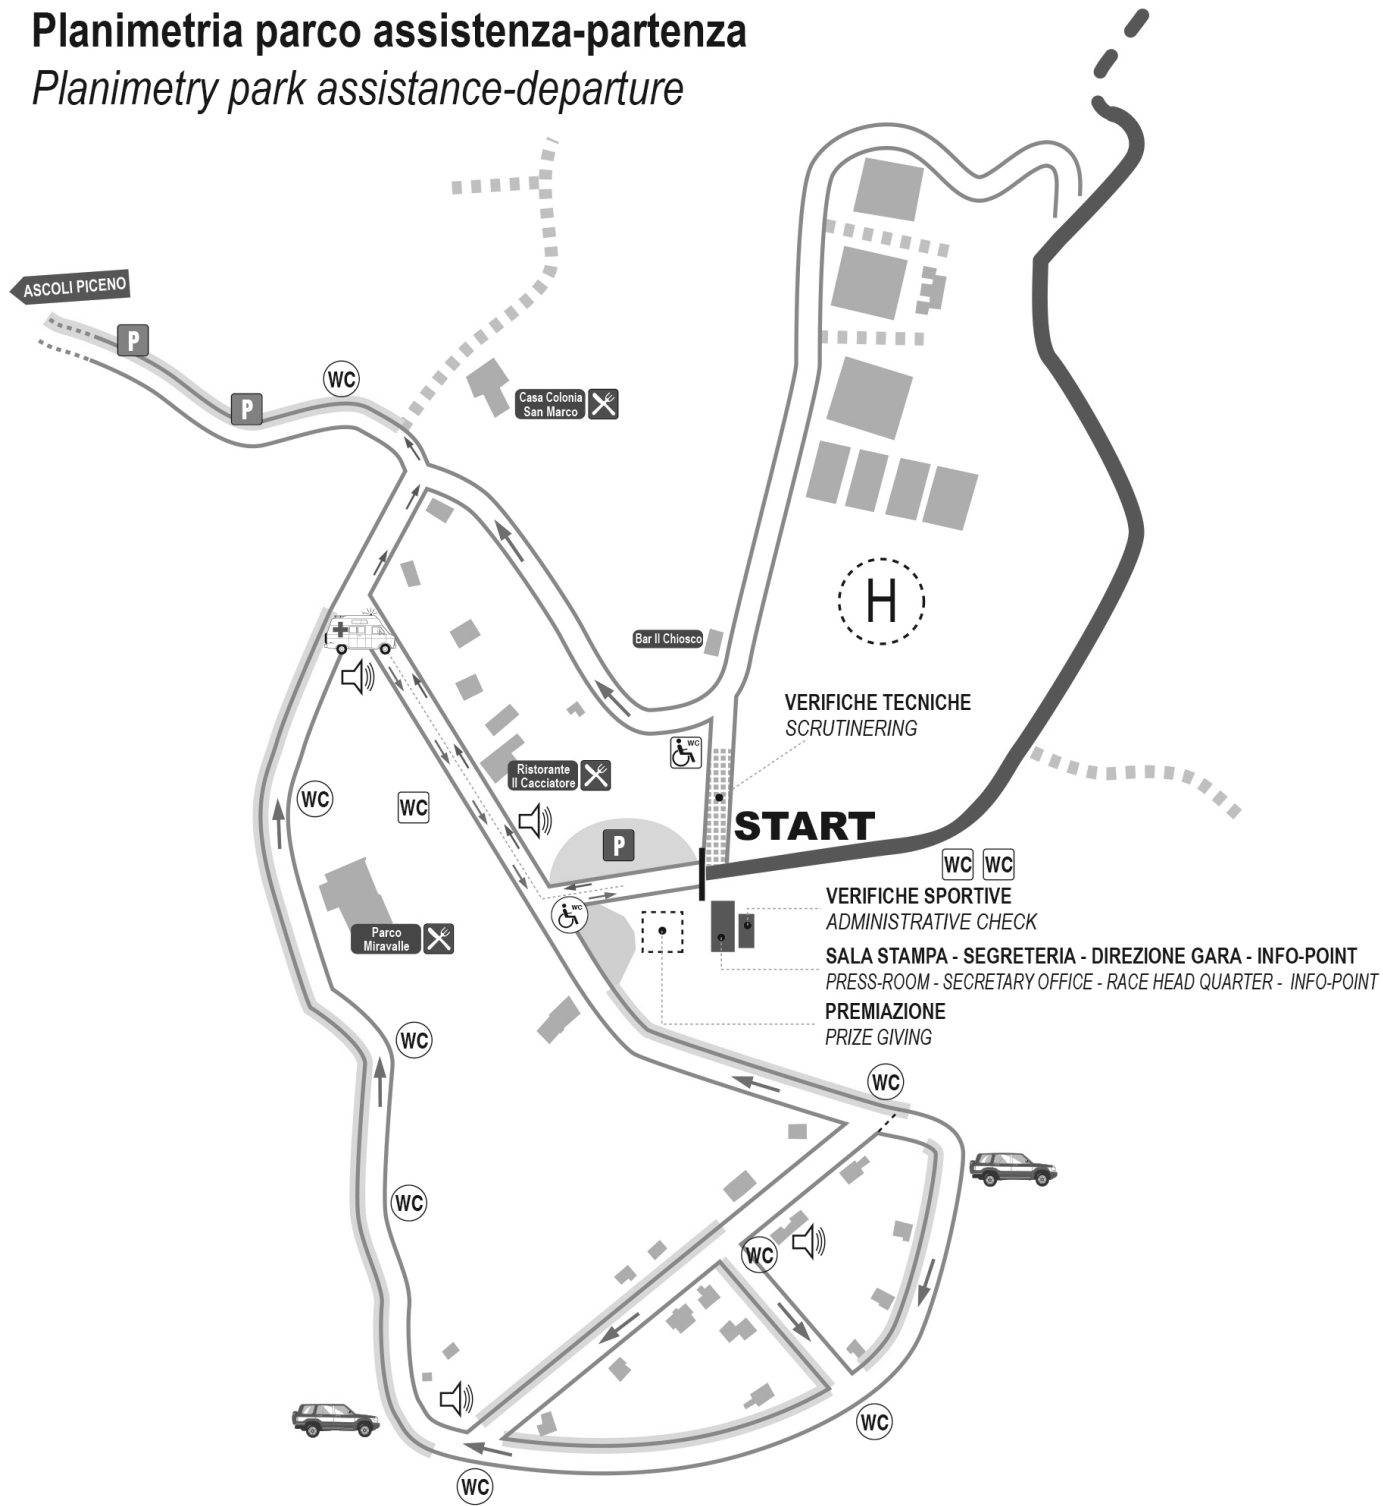 Planimetria parco assistenza-partenza
Planimetry park assistance-departure
ASCOLI PICENO
P
WC
P
Casa Colonia
San Marco
H
Bar Il Chiosco
VERIFICHE TECNICHE
SCRUTINERING
WC
Ristorante
Il Cacciatore
WC
WC
START
P
WC
WC
VERIFICHE SPORTIVE
ADMINISTRATIVE CHECK
WC
Parco
Miravalle
SALA STAMPA - SEGRETERIA - DIREZIONE GARA - INFO-POINT
PRESS-ROOM - SECRETARY OFFICE - RACE HEAD QUARTER - INFO-POINT
PREMIAZIONE
PRIZE GIVING
WC
WC
WC
WC
WC
WC